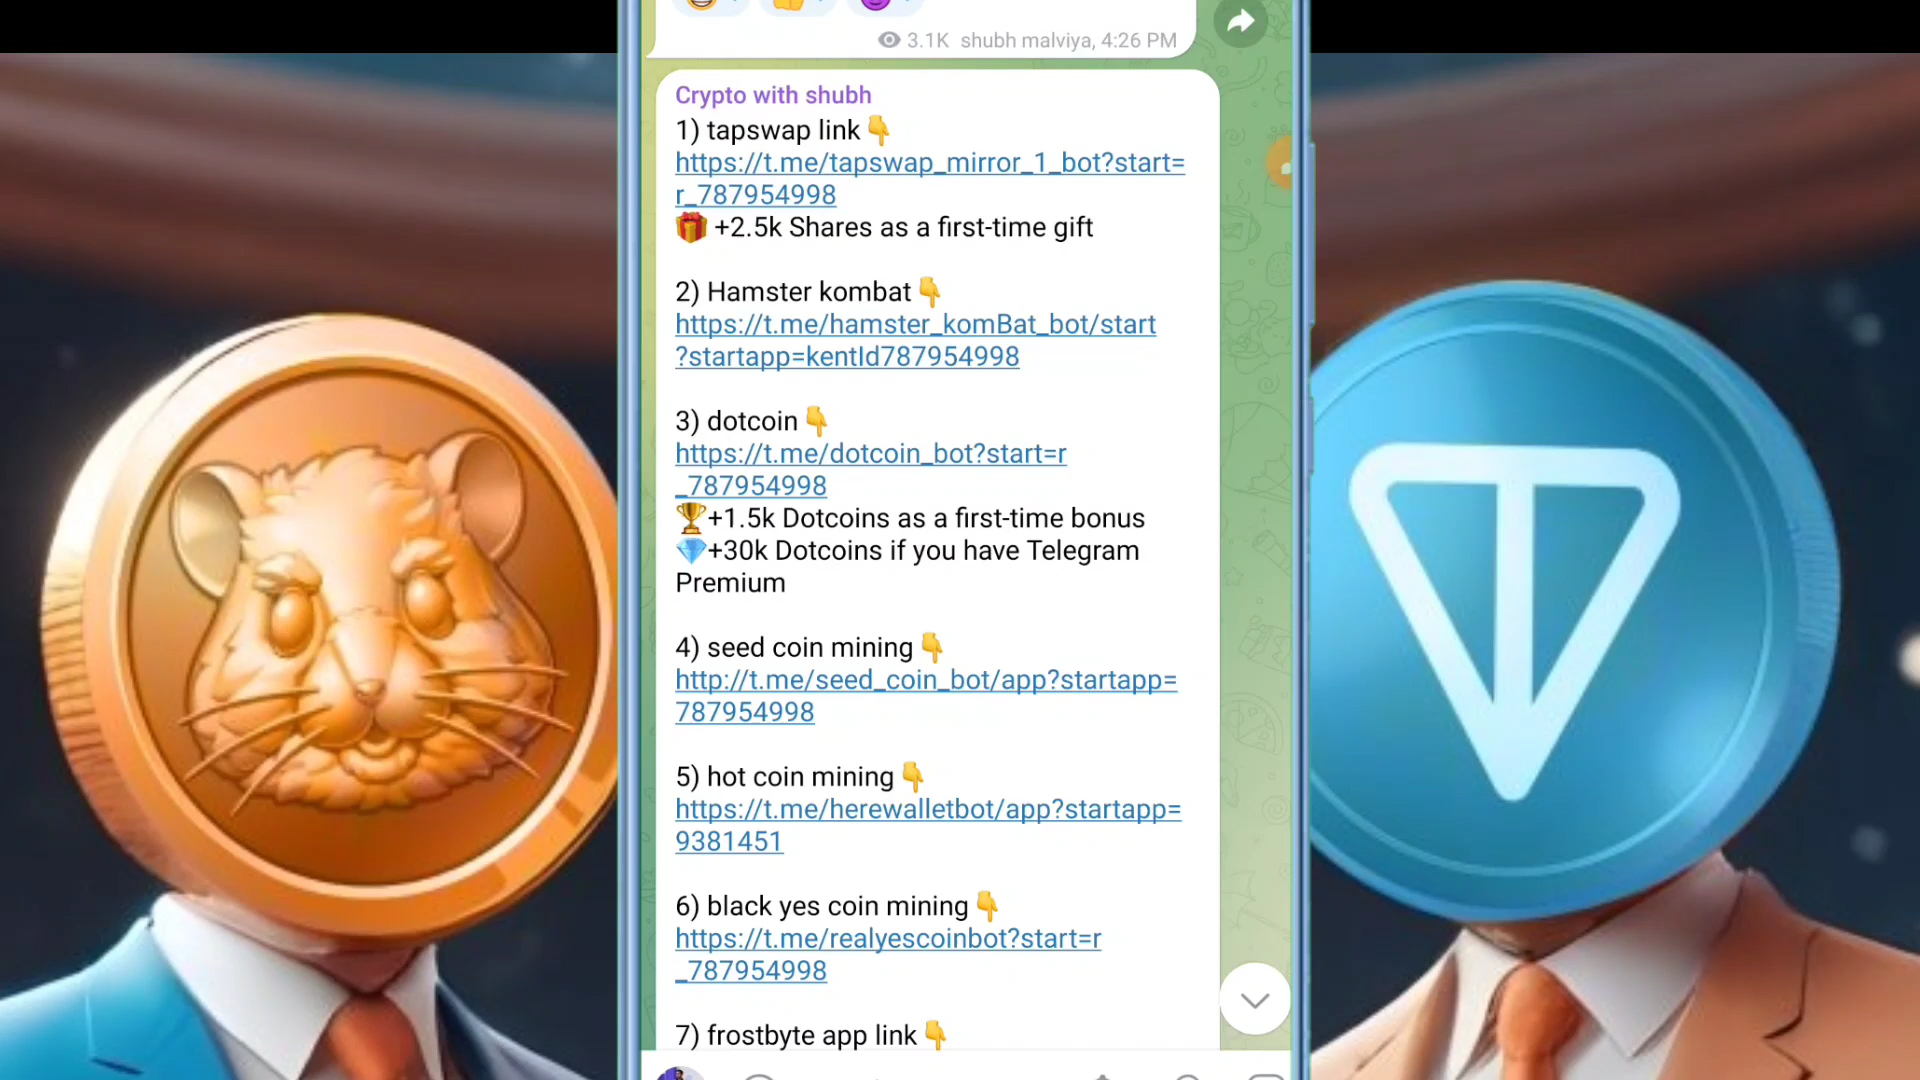 3.1K shubh malviya, 4:26 PM
Crypto with shubh
1) tapswap link👇
https://t.me/tapswap_mirror_1_bot?start=
r_787954998
🎁 +2.5k Shares as a first-time gift
2) Hamster kombat👇
https://t.me/hamster_komBat_bot/start
?startapp=kentId787954998
3) dotcoin👇
https://t.me/dotcoin_bot?start=r
_787954998
🏆+1.5k Dotcoins as a first-time bonus
💎+30k Dotcoins if you have Telegram
Premium
4) seed coin mining👇
http://t.me/seed_coin_bot/app?startapp=
787954998
5) hot coin mining👇
https://t.me/herewalletbot/app?startapp=
9381451
6) black yes coin mining👇
https://t.me/realyescoinbot?start=r
_787954998
7) frostbyte app link👇